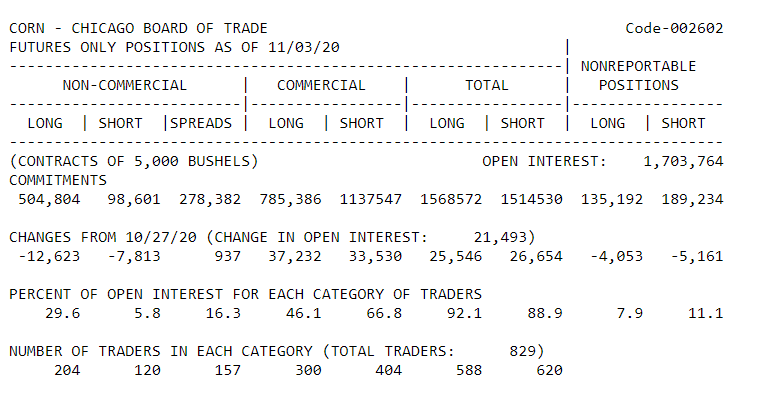 CORN - CHICAGO BOARD OF TRADE                                            Code-002602
FUTURES ONLY POSITIONS AS OF 11/03/20                         |
--------------------------------------------------------------| NONREPORTABLE
      NON-COMMERCIAL      |   COMMERCIAL    |      TOTAL      |   POSITIONS
--------------------------|-----------------|-----------------|-----------------
  LONG  | SHORT  |SPREADS |  LONG  | SHORT  |  LONG  | SHORT  |  LONG  | SHORT
--------------------------------------------------------------------------------
(CONTRACTS OF 5,000 BUSHELS)                         OPEN INTEREST:    1,703,764
COMMITMENTS
 504,804   98,601  278,382  785,386  1137547  1568572  1514530  135,192  189,234
CHANGES FROM 10/27/20 (CHANGE IN OPEN INTEREST:     21,493)
 -12,623   -7,813      937   37,232   33,530   25,546   26,654   -4,053   -5,161
PERCENT OF OPEN INTEREST FOR EACH CATEGORY OF TRADERS
    29.6      5.8     16.3     46.1     66.8     92.1     88.9      7.9     11.1
NUMBER OF TRADERS IN EACH CATEGORY (TOTAL TRADERS:      829)
     204      120      157      300      404      588      620